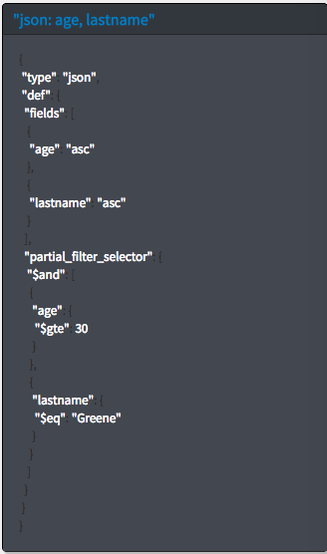 "json: age, lastname"
{
"type": "json",
"def": {
"fields": [
{
"age": "asc"
},
{
"lastname": "asc"
}
],
"partial_filter_selector": {
"$and": [
{
"age": {
"$gte": 30
}
},
{
"lastname": {
"$eq": "Greene"
}
}
]
}
}
}